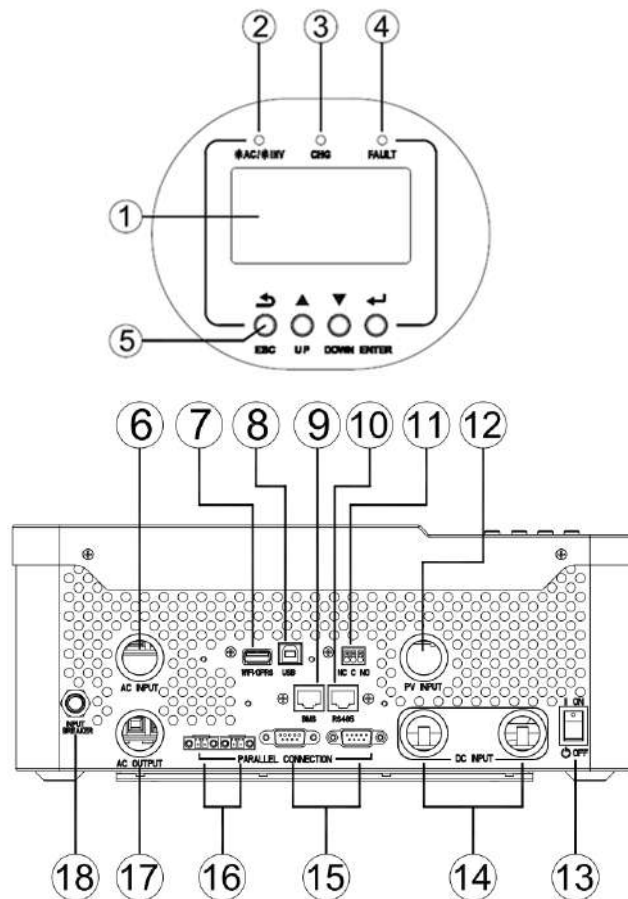 2 3 4
✽AC/✽INV CHG FAULT
1
5
ESC UP DOWN ENTER
6 7 8 9 10 11 12
WIFI/GPRS USB NC C NO
AC INPUT PV INPUT
BMS RS485
ON
INPUT
BREAKER
AC OUTPUT PARALLEL CONNECTION DC INPUT OFF
18 17 16 15 14 13